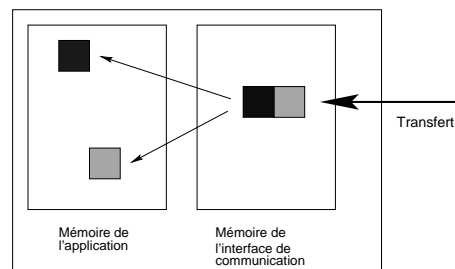 Transfert
Mémoire de
l'application
Mémoire de
l'interface de
communication